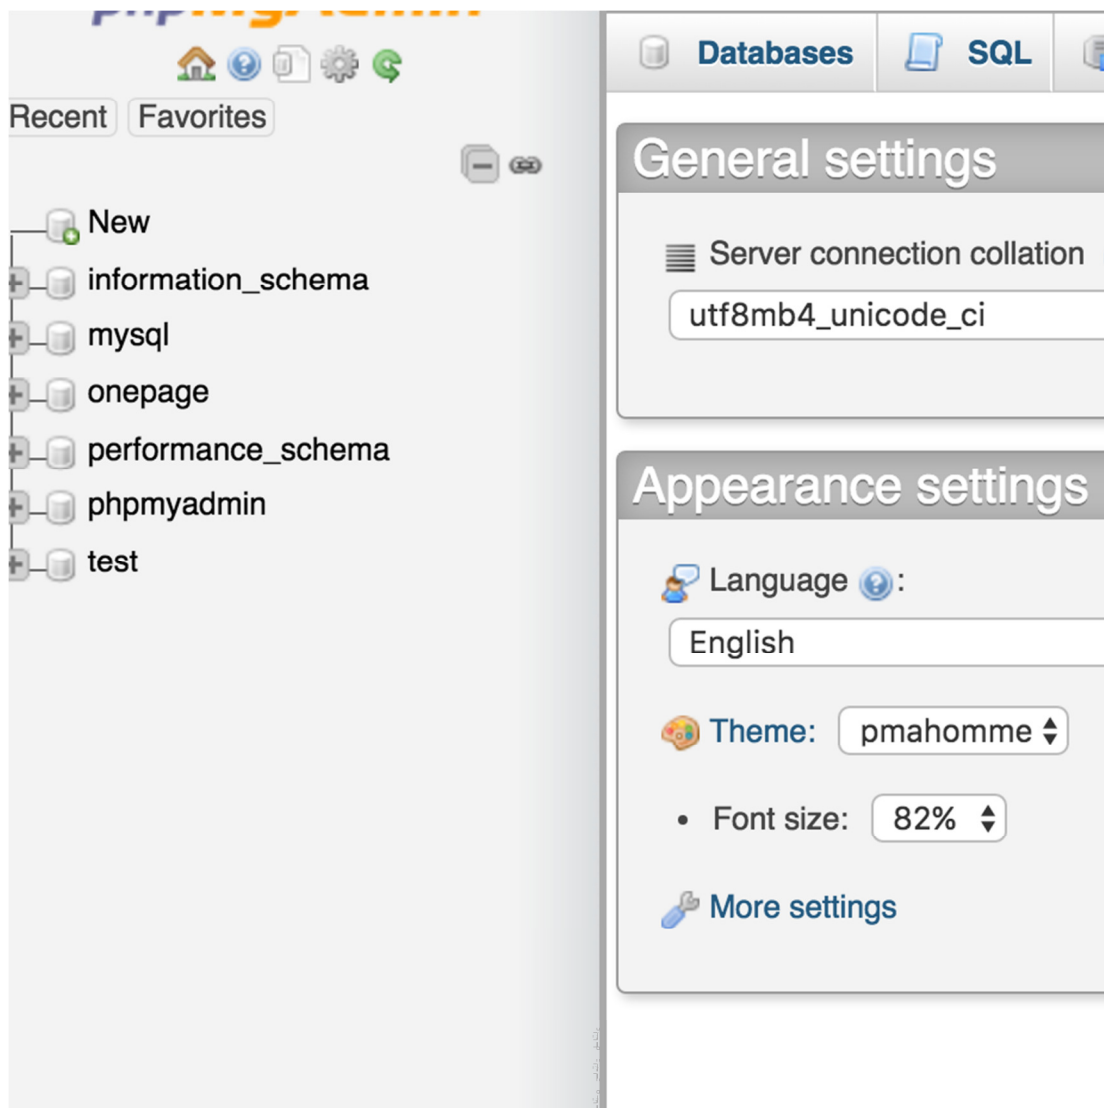 phpMyAdmin
Recent Favorites
New
information_schema
mysql
onepage
performance_schema
phpmyadmin
test
Databases SQL
General settings
Server connection collation
utf8mb4_unicode_ci
Appearance settings
Language :
English
Theme: pmahomme
• Font size: 82%
More settings